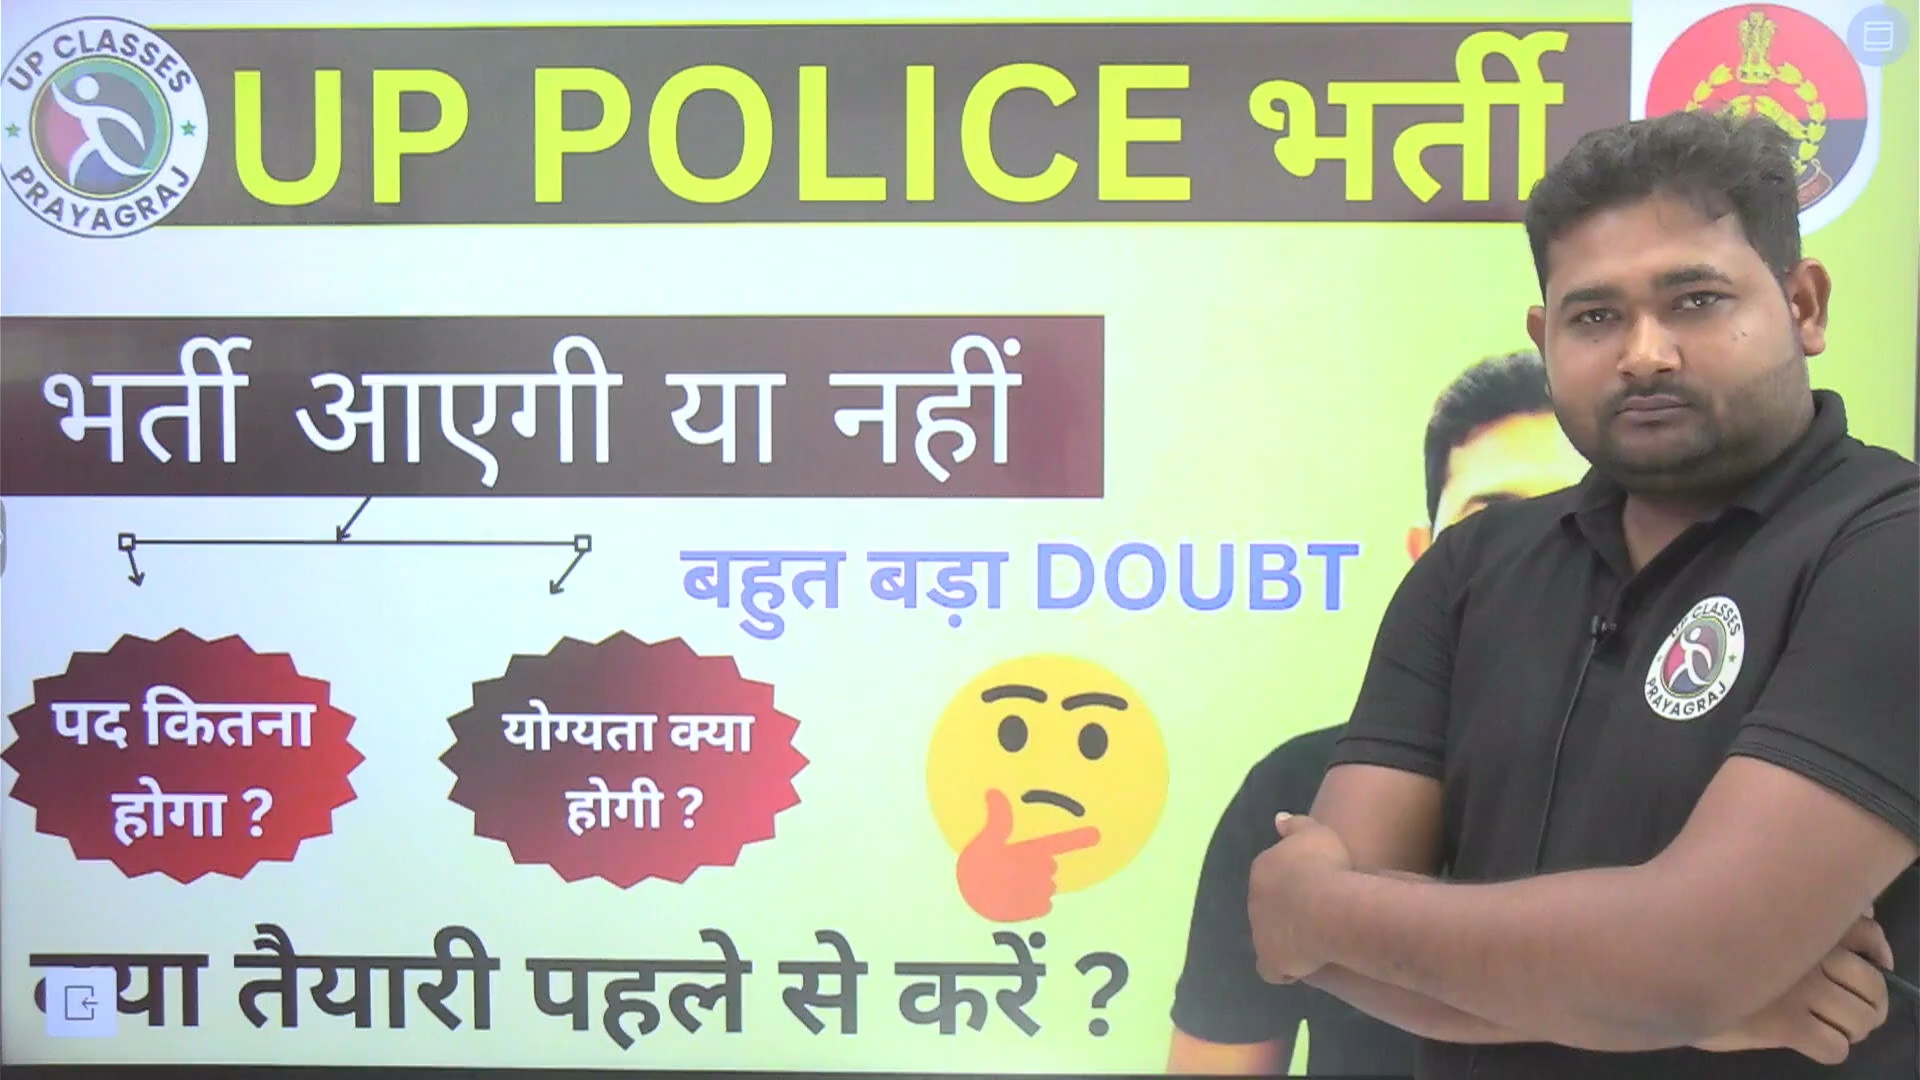 UP CLASSES
PRAYAGRAJ
UP POLICE भर्ती
भर्ती आएगी या नहीं
बहुत बड़ा DOUBT
पद कितना
होगा ?
योग्यता क्या
होगी ?
क्या तैयारी पहले से करें ?
UP CLASSES
PRAYAGRAJ